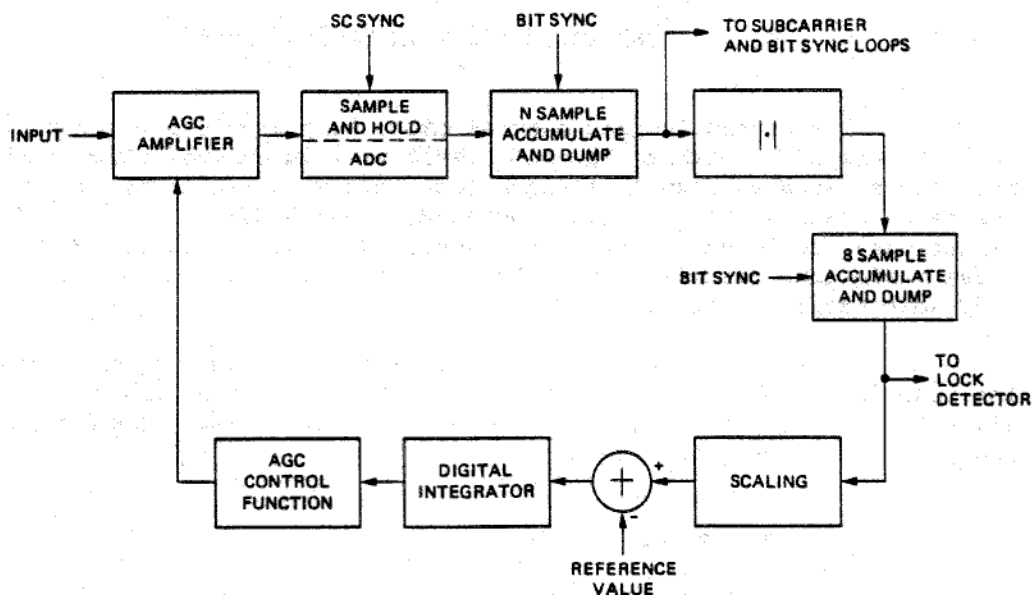 SC SYNC
BIT SYNC
TO SUBCARRIER
AND BIT SYNC LOOPS
INPUT
AGC
AMPLIFIER
SAMPLE
AND HOLD
ADC
N SAMPLE
ACCUMULATE
AND DUMP
|·|
BIT SYNC
8 SAMPLE
ACCUMULATE
AND DUMP
TO
LOCK
DETECTOR
AGC
CONTROL
FUNCTION
DIGITAL
INTEGRATOR
+
+
-
SCALING
REFERENCE
VALUE